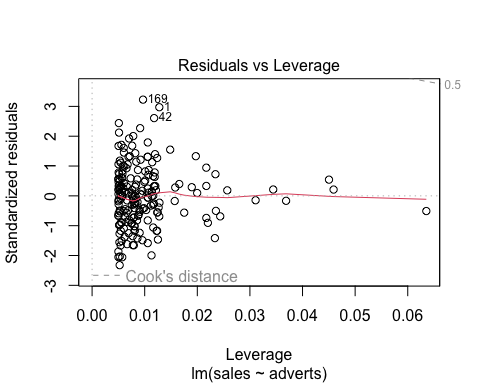 Residuals vs Leverage
Standardized residuals
3
2
1
0
-1
-2
-3
169
1
42
0.5
Cook's distance
0.00 0.01 0.02 0.03 0.04 0.05 0.06
Leverage
lm(sales ~ adverts)